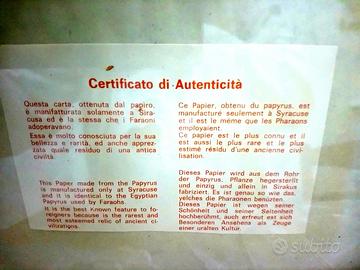 Certificato di Autenticità
Questa carta, ottenuta dal papiro,
è manifatturata solamente a Sira-
cusa ed è la stessa che i Faraoni
adoperavano.
Essa è molto conosciuta per la sua
bellezza e rarità, ed anche apprez-
zata quale residuo di una antica
civiltà.
This Paper made from the Papyrus
is manufactured only at Syracuse
and it is identical to the Egyptian
Papyrus used by Faraohs.
It is the best Known feature to fo-
reigners because is the rarest and
most esteemed relic of ancient ci-
vilizations.
Ce Papier, obtenu du papyrus, est
manufacturé seulement à Syracuse
et il est le même que les Pharaons
employaient.
Ce papier est le plus connu et il
est aussi le plus rare et le plus
estimé résidu d'une ancienne civi-
lisation.
Dieses Papier wird aus dem Rohr
der Papyrus. Pflanze hegersterllt
und einzig und allein in Sirakus
fabriziert. Es ist genau so wie das,
welches die Pharaonen benüzten.
Dieses Papier ist wegen seiner
Schönheit und seiner Seltenheit
hochberühmt, auch erfreut es sich
Besonderen Ansehens als Zeuge
einer uralten Kultur.
subito